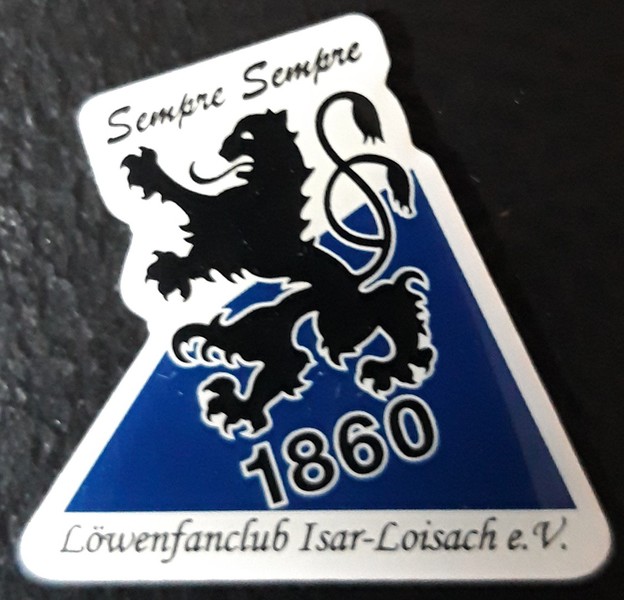 Sempre Sempre
1860
Löwenfanclub Isar-Loisach e.V.